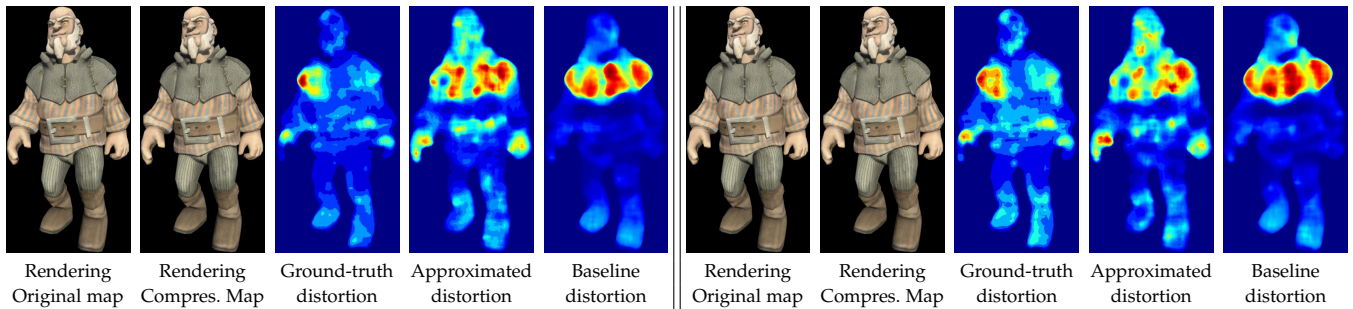 Rendering
Original map
Rendering
Compres. Map
Ground-truth
distortion
Approximated
distortion
Baseline
distortion
Rendering
Original map
Rendering
Compres. Map
Ground-truth
distortion
Approximated
distortion
Baseline
distortion